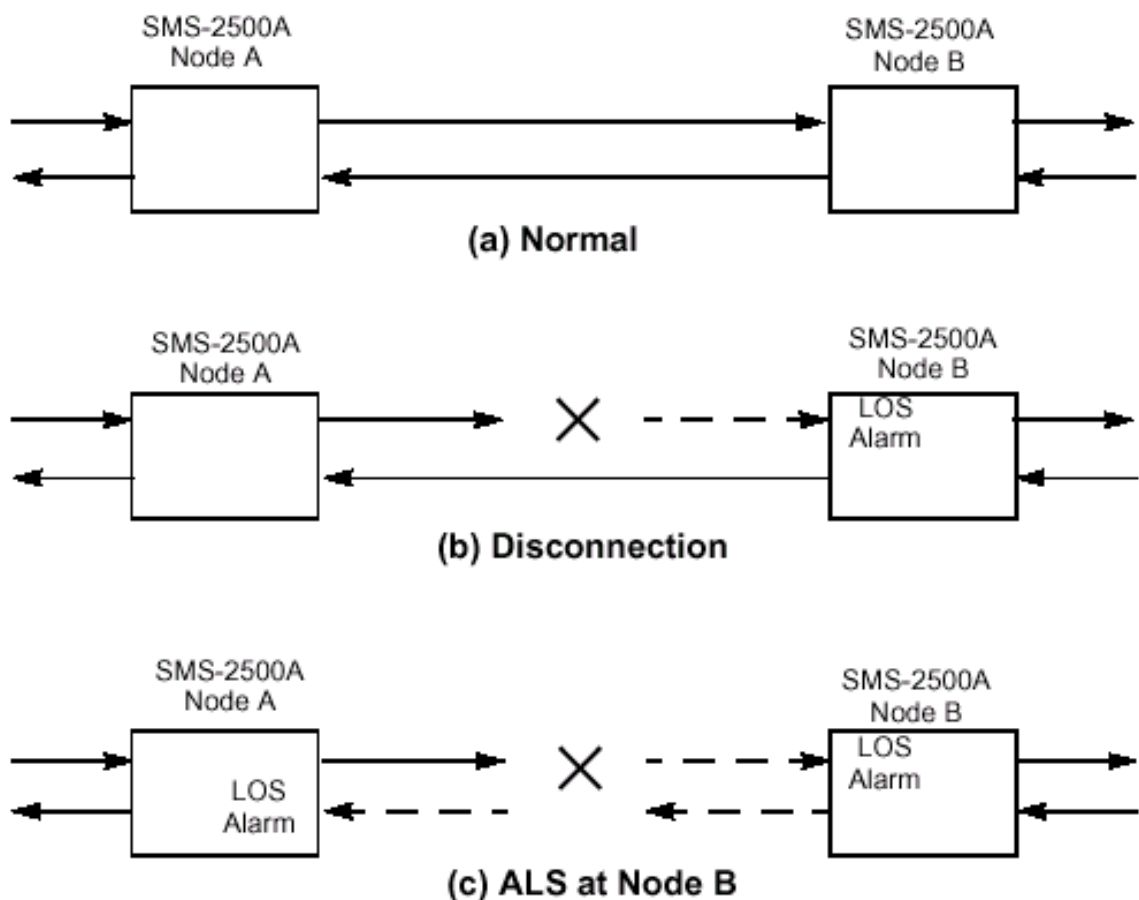 SMS-2500A
Node A
SMS-2500A
Node B
(a) Normal
SMS-2500A
Node A
SMS-2500A
Node B
LOS
Alarm
(b) Disconnection
SMS-2500A
Node A
SMS-2500A
Node B
LOS
Alarm
LOS
Alarm
(c) ALS at Node B